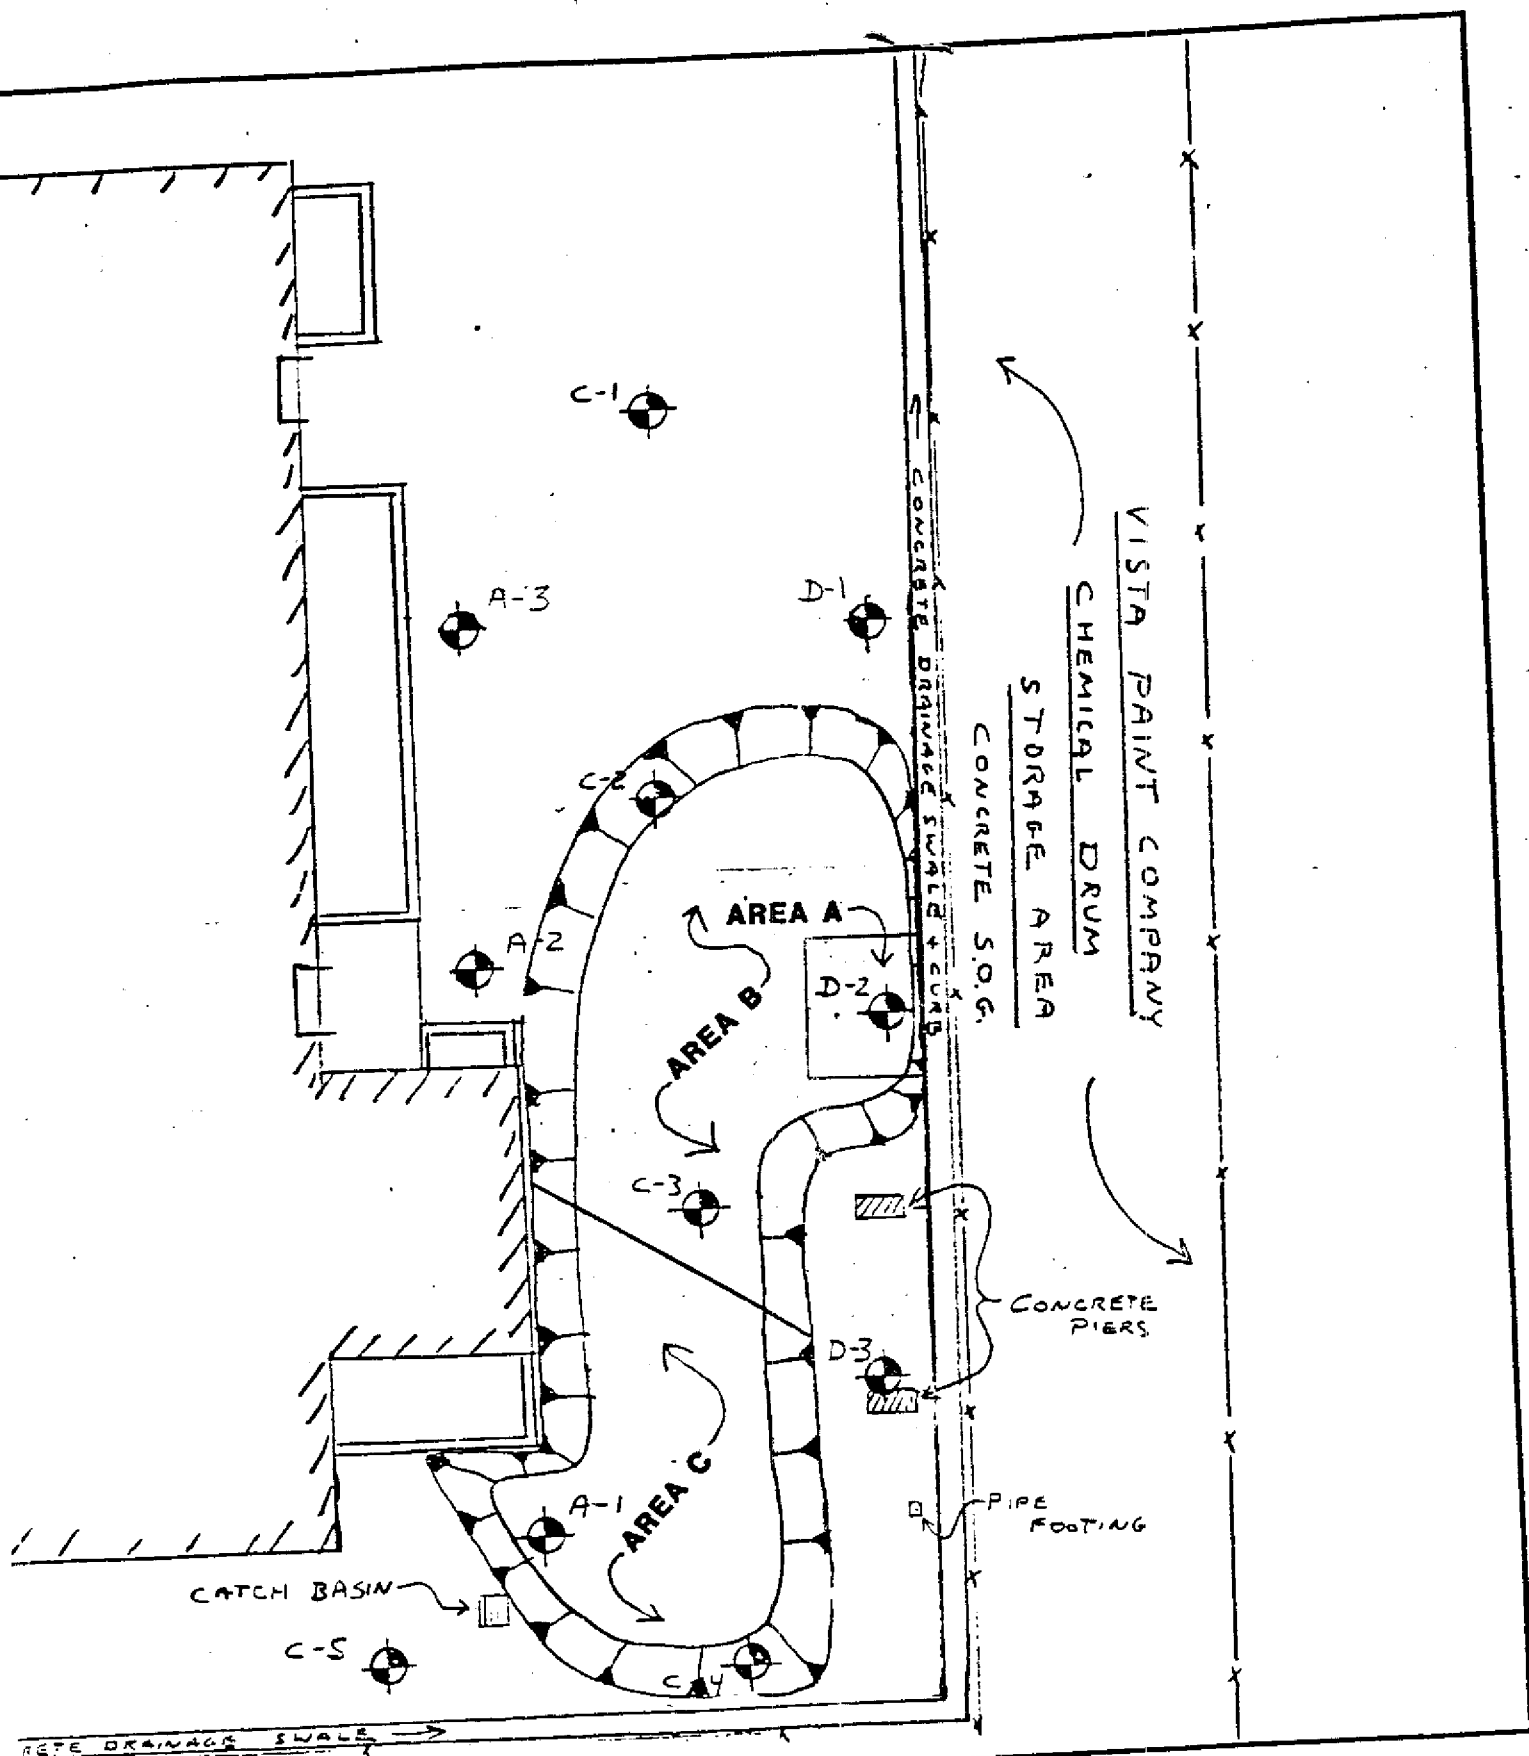 C-1
A-3
D-1
← CONCRETE DRAINAGE SWALE + CURB
VISTA PAINT COMPANY
CHEMICAL DRUM
STORAGE AREA
CONCRETE S.O.G.
C-2
AREA A
A-2
D-2
AREA B
C-3
CONCRETE
PIERS
D-3
AREA C
A-1
PIPE
FOOTING
CATCH BASIN
C-5
C-4
RETE DRAINAGE SWALE →